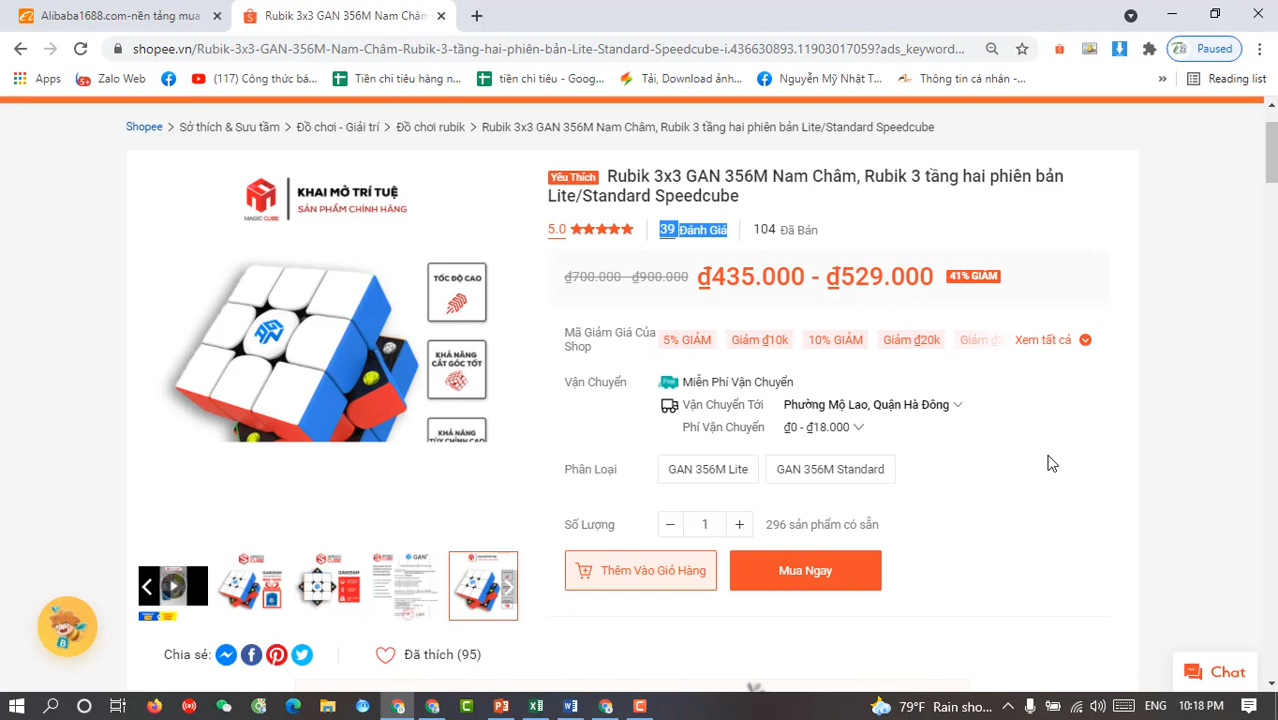 Alibaba1688.com-nền tảng mua
Rubik 3x3 GAN 356M Nam Châm
shopee.vn/Rubik-3x3-GAN-356M-Nam-Châm-Rubik-3-tầng-hai-phiên-bản-Lite-Standard-Speedcube-i.436630893.11903017059?ads_keyword...
Paused
Apps
Zalo Web
(117) Công thức bá...
Tiền chi tiêu hàng n...
tiền chi tiêu - Goog...
Tải, Download ờ h...
Nguyễn Mỹ Nhật T...
Thông tin cá nhân -...
»
Reading list
Shopee > Sở thích & Sưu tầm > Đồ chơi - Giải trí > Đồ chơi rubik > Rubik 3x3 GAN 356M Nam Châm, Rubik 3 tầng hai phiên bản Lite/Standard Speedcube
MAGIC CUBE
KHAI MỞ TRÍ TUỆ
SẢN PHẨM CHÍNH HÃNG
TỐC ĐỘ CAO
KHẢ NĂNG
CẮT GÓC TỐT
KHẢ NĂNG
TÙY CHỈNH CAO
Yêu Thích Rubik 3x3 GAN 356M Nam Châm, Rubik 3 tầng hai phiên bản
Lite/Standard Speedcube
5.0
39 Đánh Giá
104 Đã Bán
₫700.000 - ₫900.000
₫435.000 - ₫529.000
41% GIẢM
Mã Giảm Giá Của
Shop
5% GIẢM
Giảm ₫10k
10% GIẢM
Giảm ₫20k
Xem tất cả
Vận Chuyển
Miễn Phí Vận Chuyển
Vận Chuyển Tới
Phường Mộ Lao, Quận Hà Đông
Phí Vận Chuyển
₫0 - ₫18.000
Phân Loại
GAN 356M Lite
GAN 356M Standard
Số Lượng
1
296 sản phẩm có sẵn
Thêm Vào Giỏ Hàng
Mua Ngay
Chia sẻ:
Đã thích (95)
Chat
79°F Rain sho...
ENG
10:18 PM